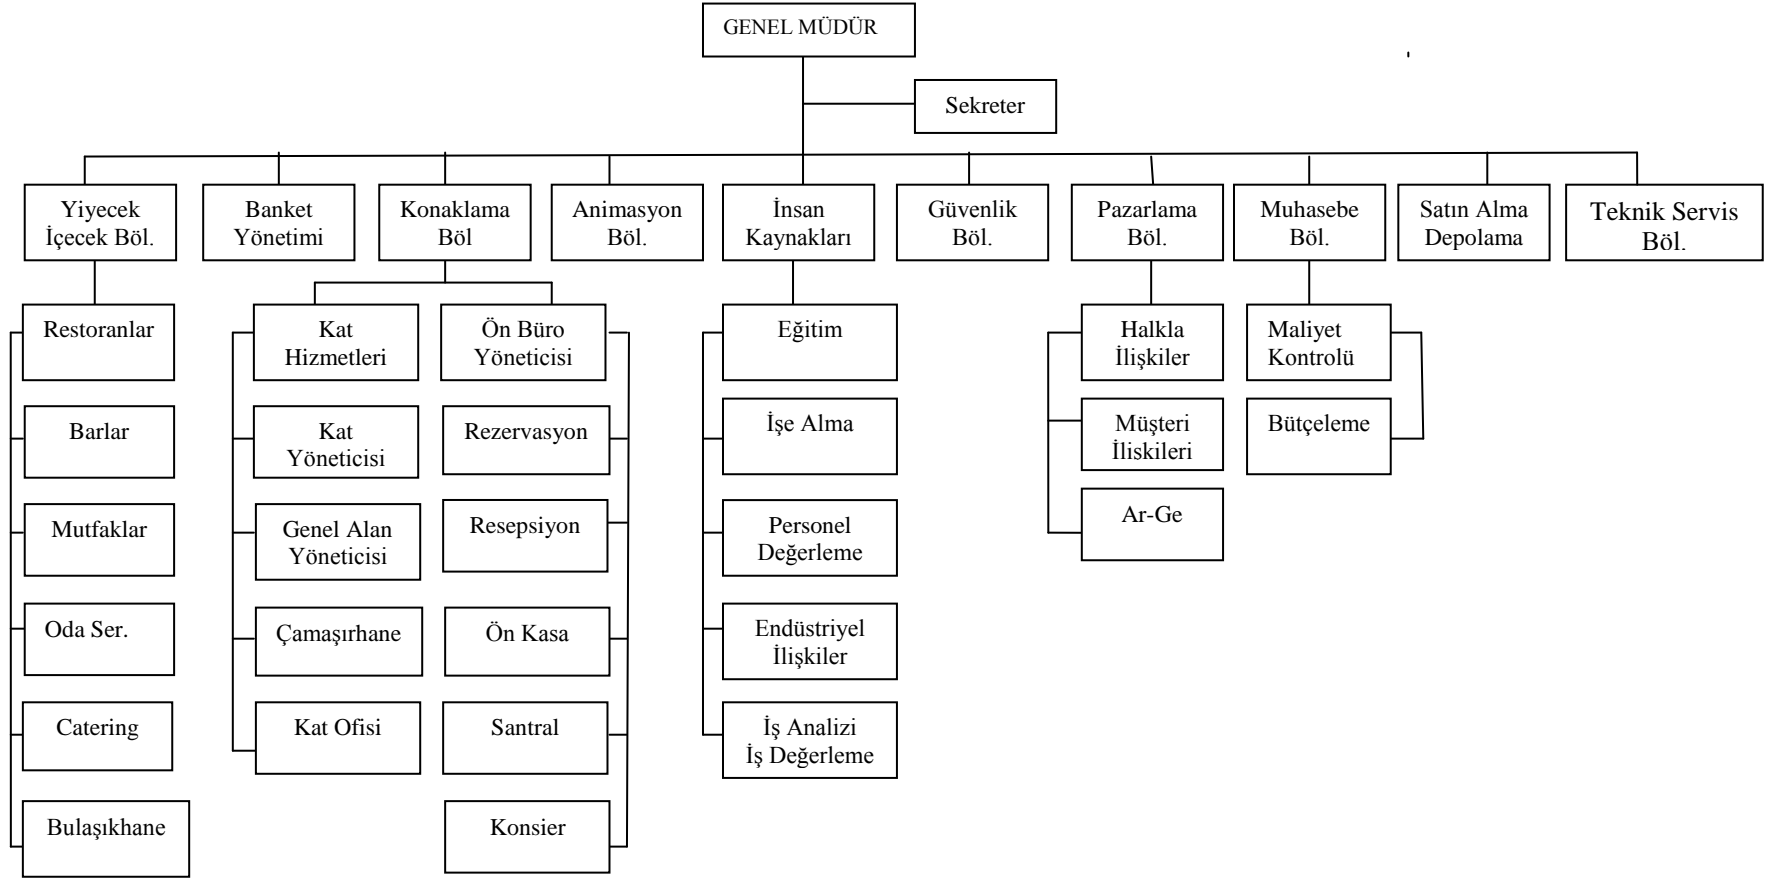 GENEL MÜDÜR
Sekreter
Yiyecek
İçecek Böl.
Banket
Yönetimi
Konaklama
Böl
Animasyon
Böl.
İnsan
Kaynakları
Güvenlik
Böl.
Pazarlama
Böl.
Muhasebe
Böl.
Satın Alma
Depolama
Teknik Servis
Böl.
Restoranlar
Barlar
Mutfaklar
Oda Ser.
Catering
Bulaşıkhane
Kat
Hizmetleri
Kat
Yöneticisi
Genel Alan
Yöneticisi
Çamaşırhane
Kat Ofisi
Ön Büro
Yöneticisi
Rezervasyon
Resepsiyon
Ön Kasa
Santral
Konsier
Eğitim
İşe Alma
Personel
Değerleme
Endüstriyel
İlişkiler
İş Analizi
İş Değerleme
Halkla
İlişkiler
Müşteri
İliskileri
Ar-Ge
Maliyet
Kontrolü
Bütçeleme